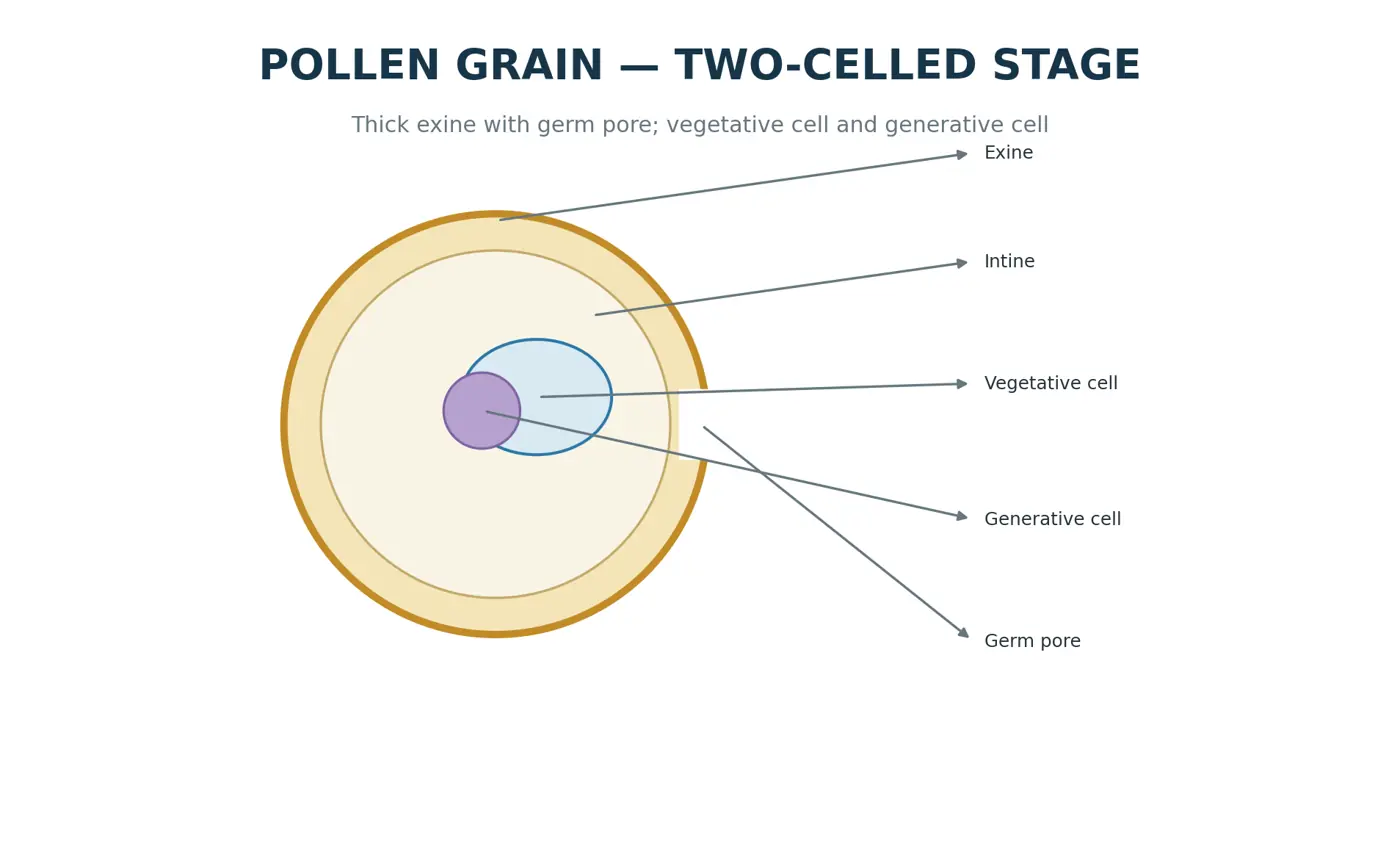 POLLEN GRAIN — TWO-CELLED STAGE
Thick exine with germ pore; vegetative cell and generative cell
Exine
Intine
Vegetative cell
Generative cell
Germ pore